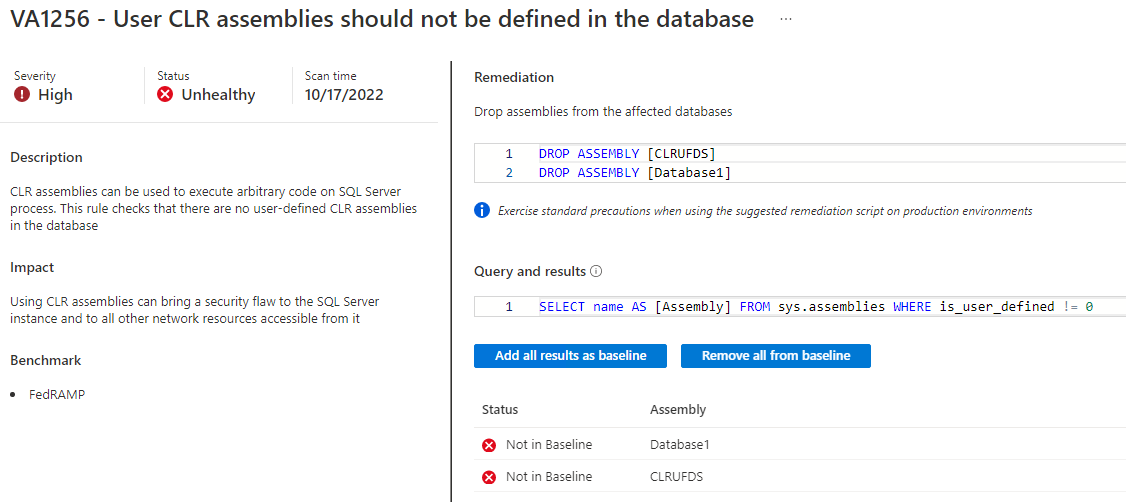 VA1256 - User CLR assemblies should not be defined in the database ...
Severity
High
Status
Unhealthy
Scan time
10/17/2022
Description
CLR assemblies can be used to execute arbitrary code on SQL Server
process. This rule checks that there are no user-defined CLR assemblies
in the database
Impact
Using CLR assemblies can bring a security flaw to the SQL Server
instance and to all other network resources accessible from it
Benchmark
• FedRAMP
Remediation
Drop assemblies from the affected databases
1 DROP ASSEMBLY [CLRUFDS]
2 DROP ASSEMBLY [Database1]
Exercise standard precautions when using the suggested remediation script on production environments
Query and results
1 SELECT name AS [Assembly] FROM sys.assemblies WHERE is_user_defined != 0
Add all results as baseline Remove all from baseline
Status Assembly
Not in Baseline Database1
Not in Baseline CLRUFDS